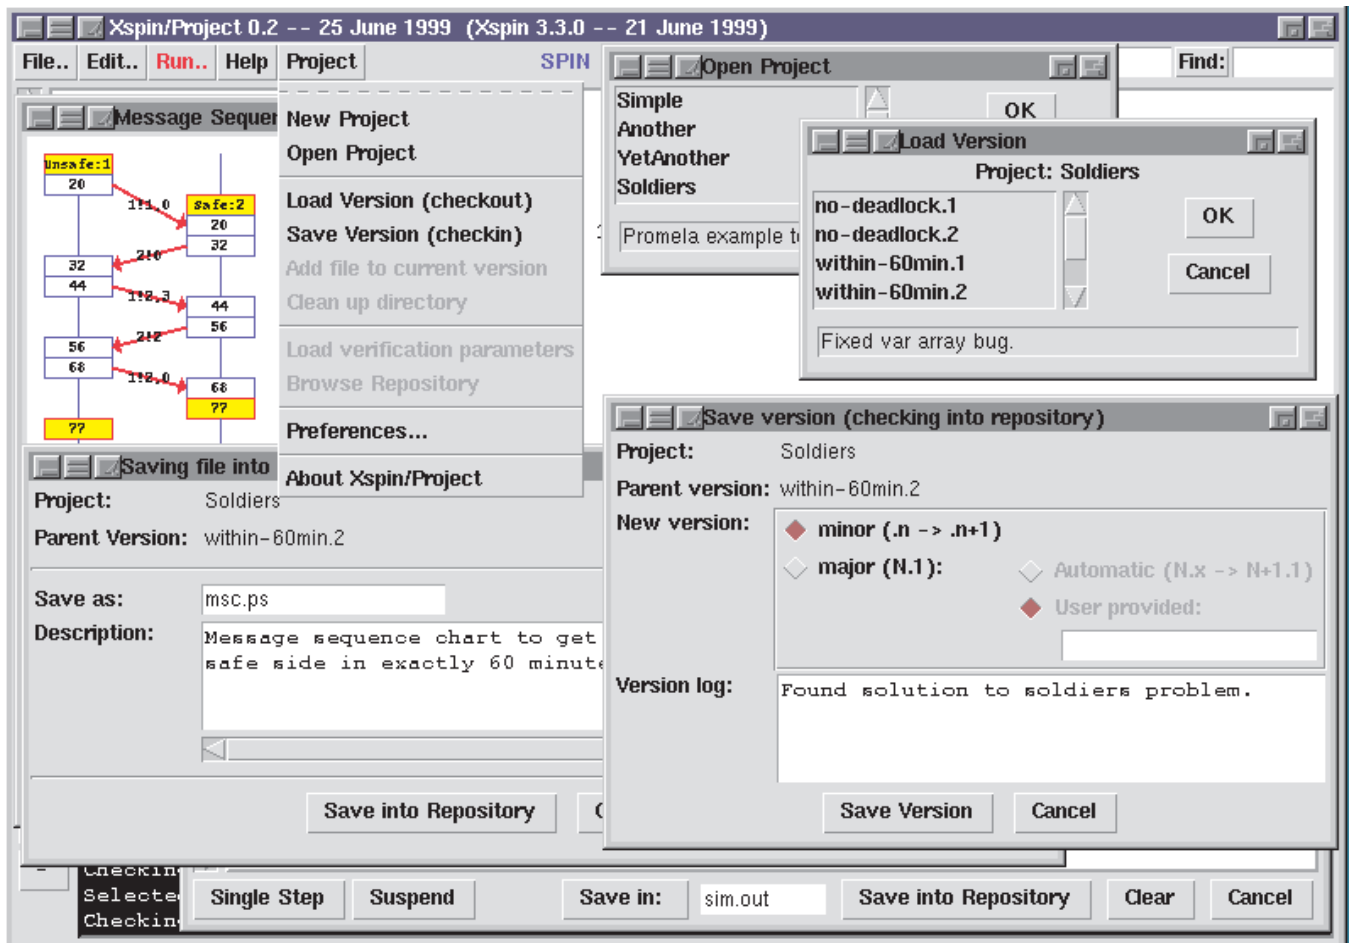 Xspin/Project 0.2 -- 25 June 1999 (Xspin 3.3.0 -- 21 June 1999)
File.. Edit.. Run.. Help Project SPIN Find:
New Project
Open Project
Load Version (checkout)
Save Version (checkin)
Add file to current version
Clean up directory
Load verification parameters
Browse Repository
Preferences...
About Xspin/Project
Message Sequen
Unsafe:1
20
1!1,0
Safe:2
20
32
2!0
32
44
1!2,3
44
56
2!2
56
68
1!2,0
68
77
77
Open Project
Simple
Another
YetAnother
Soldiers
OK
Promela example to
Load Version
Project: Soldiers
no-deadlock.1
no-deadlock.2
within-60min.1
within-60min.2
OK
Cancel
Fixed var array bug.
Saving file into
Project: Soldiers
Parent Version: within-60min.2
Save as: msc.ps
Description: Message sequence chart to get
safe side in exactly 60 minute
Save into Repository
Save version (checking into repository)
Project: Soldiers
Parent version: within-60min.2
New version: minor (.n -> .n+1)
major (N.1): Automatic (N.x -> N+1.1)
User provided:
Version log: Found solution to soldiers problem.
Save Version Cancel
Checkin
Selecte
Checkin
Single Step Suspend Save in: sim.out Save into Repository Clear Cancel